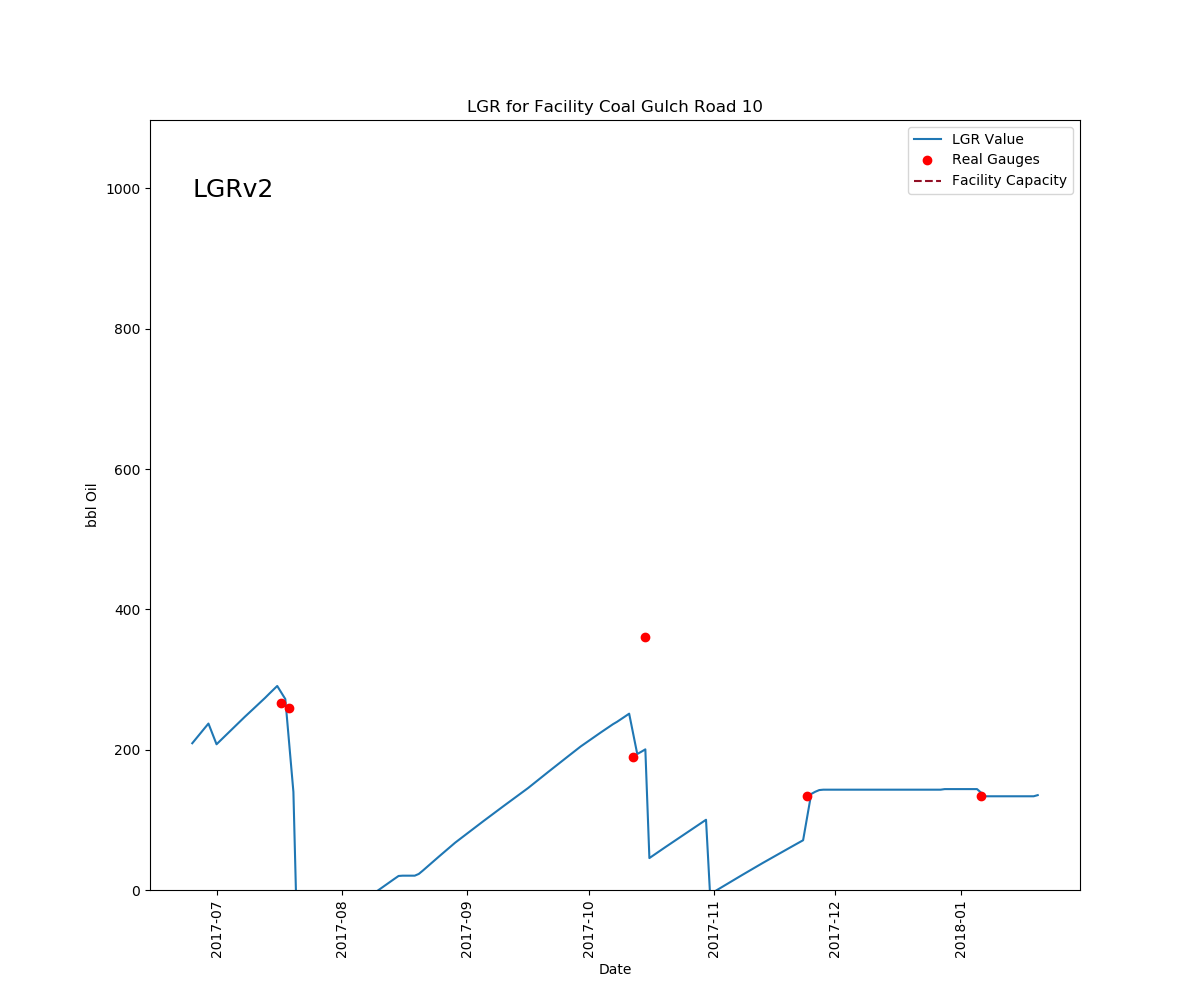 LGR for Facility Coal Gulch Road 10
LGRv2
LGR Value
Real Gauges
Facility Capacity
1000
800
600
400
200
0
bbl Oil
2017-07
2017-08
2017-09
2017-10
2017-11
2017-12
2018-01
Date